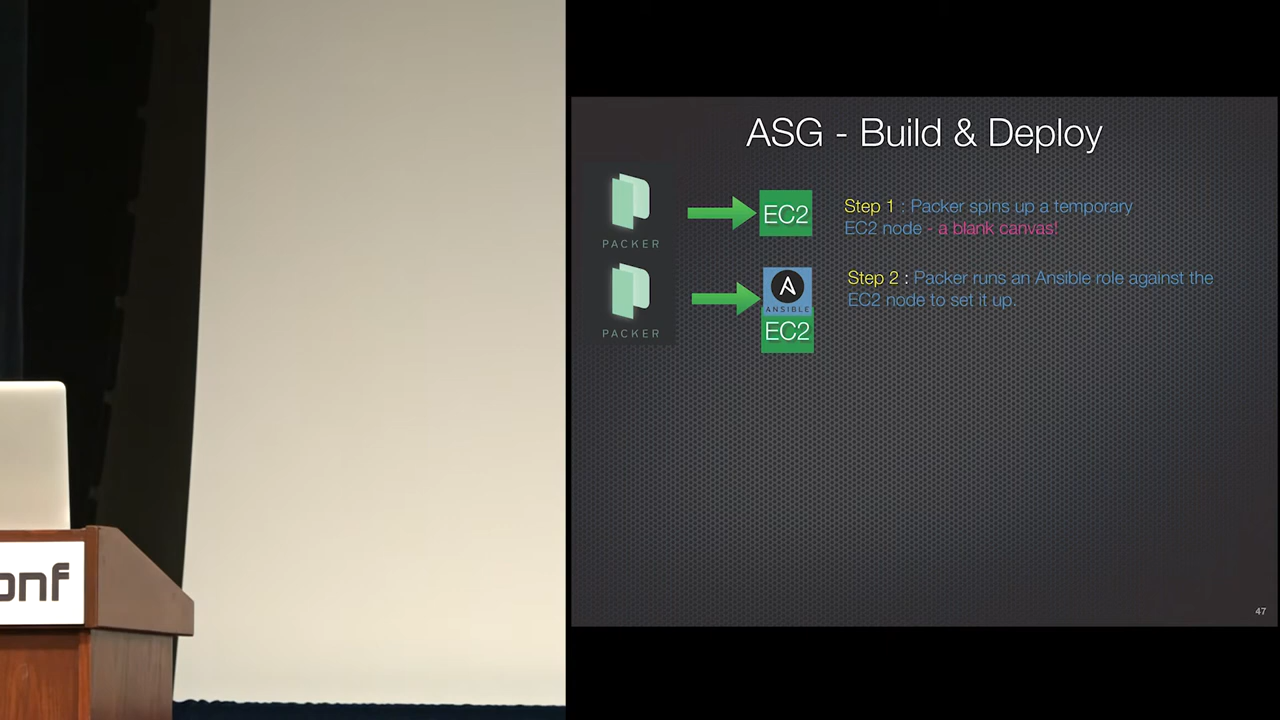 ASG - Build & Deploy
PACKER
EC2
Step 1 : Packer spins up a temporary
EC2 node - a blank canvas!
PACKER
ANSIBLE
EC2
Step 2 : Packer runs an Ansible role against the
EC2 node to set it up.
onf
47